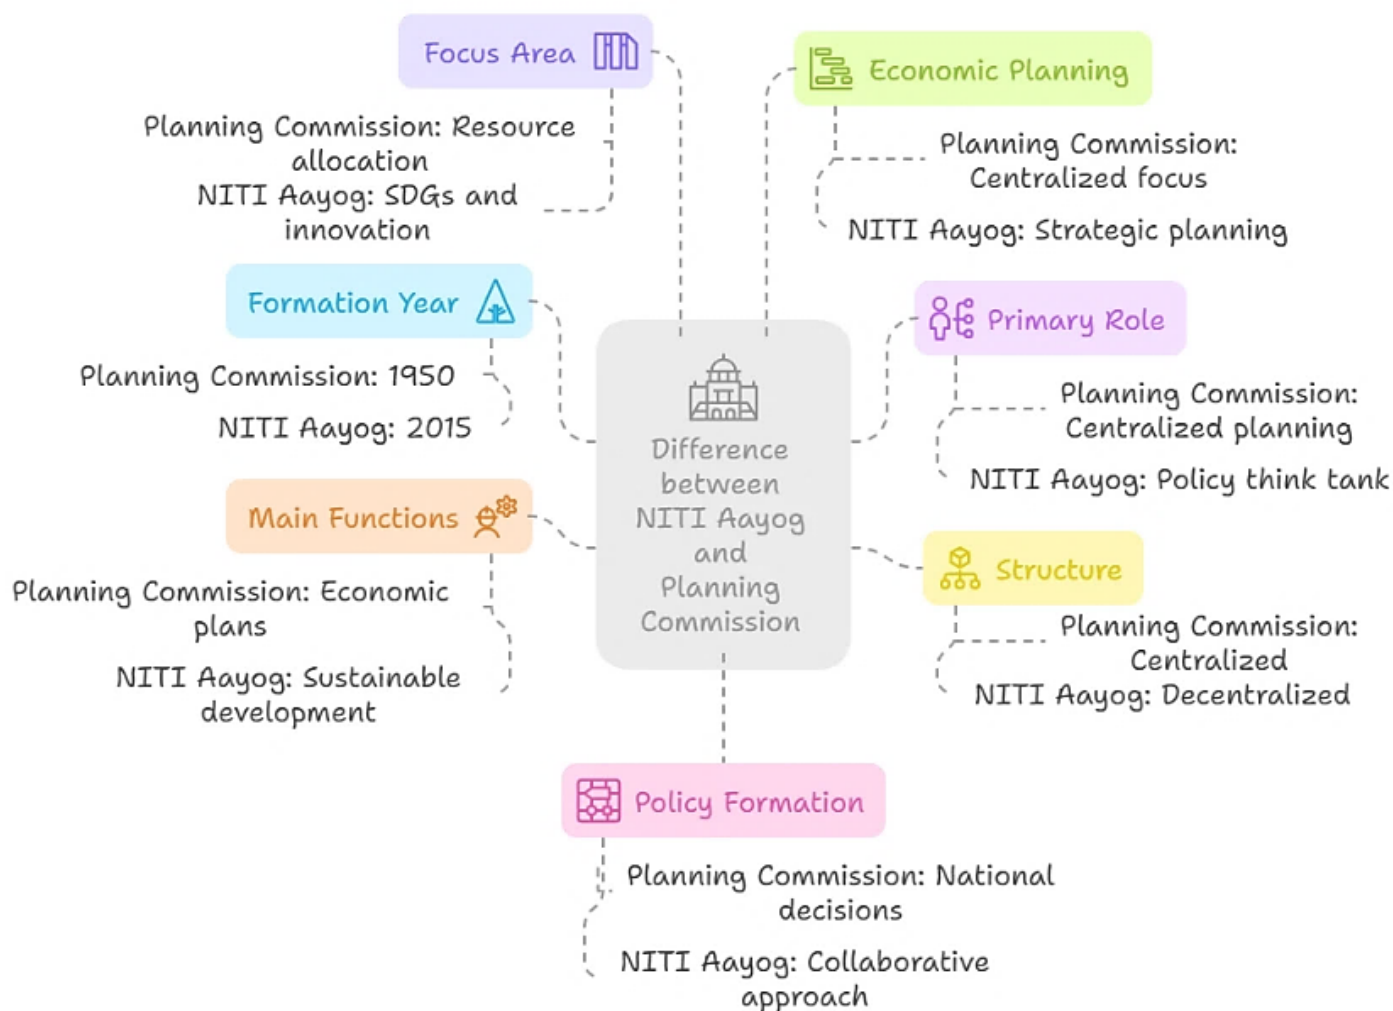 Focus Area
Planning Commission: Resource
allocation
NITI Aayog: SDGs and
innovation
Economic Planning
Planning Commission:
Centralized focus
NITI Aayog: Strategic planning
Formation Year
Planning Commission: 1950
NITI Aayog: 2015
Primary Role
Planning Commission:
Centralized planning
NITI Aayog: Policy think tank
Difference
between
NITI Aayog
and
Planning
Commission
Main Functions
Planning Commission: Economic
plans
NITI Aayog: Sustainable
development
Structure
Planning Commission:
Centralized
NITI Aayog: Decentralized
Policy Formation
Planning Commission: National
decisions
NITI Aayog: Collaborative
approach